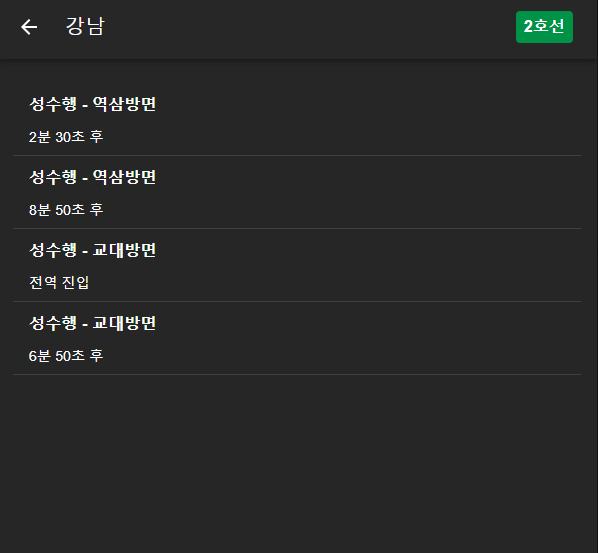 강남
2호선
성수행 - 역삼방면
2분 30초 후
성수행 - 역삼방면
8분 50초 후
성수행 - 교대방면
전역 진입
성수행 - 교대방면
6분 50초 후